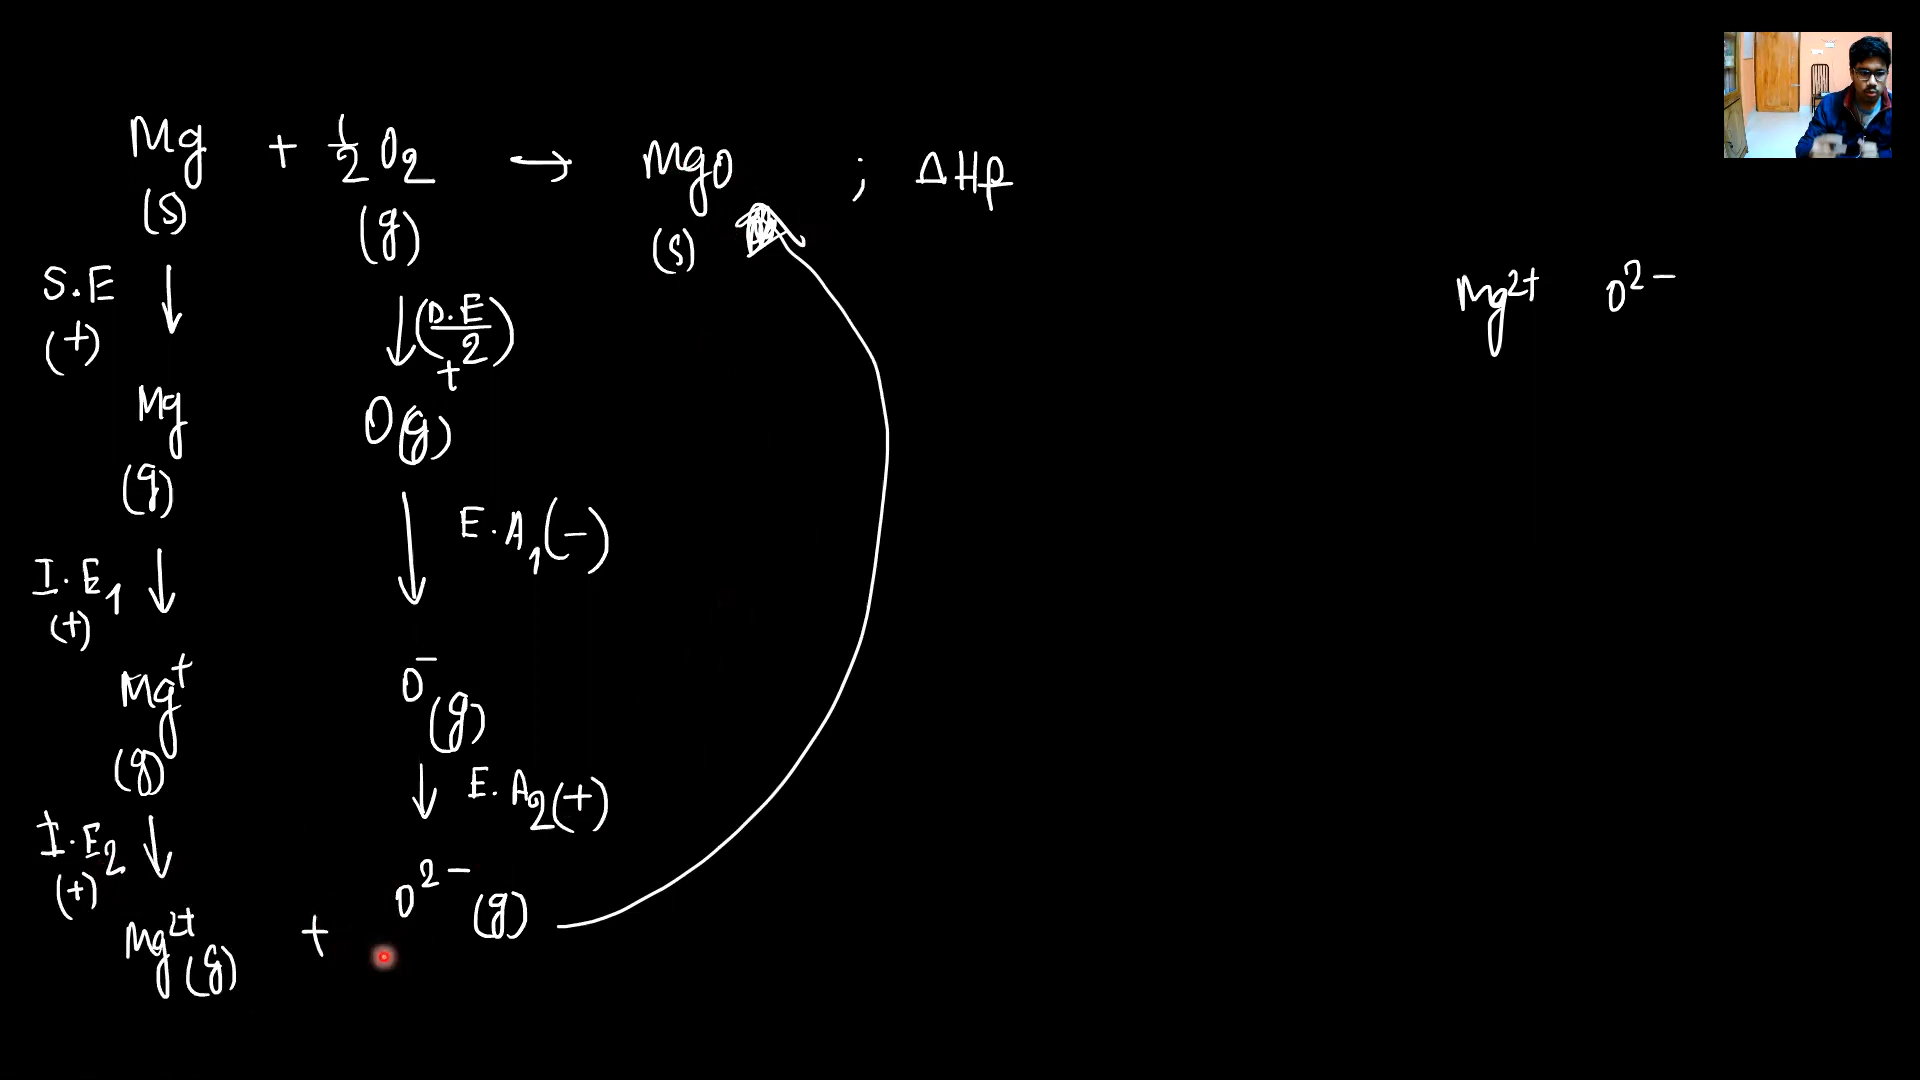 Mg + 1/2 O2 → MgO ; ΔHf
(s) (g) (s)
S.E ↓ ↓ (D.E/2)
(+) +
Mg2+ O2−
Mg O(g)
(g)
↓ E.A1(−)
I.E1 ↓
(+)
Mg+ O−
(g) (g)
↓ E.A2(+)
I.E2 ↓
(+)
Mg2+(g) + O2−(g)